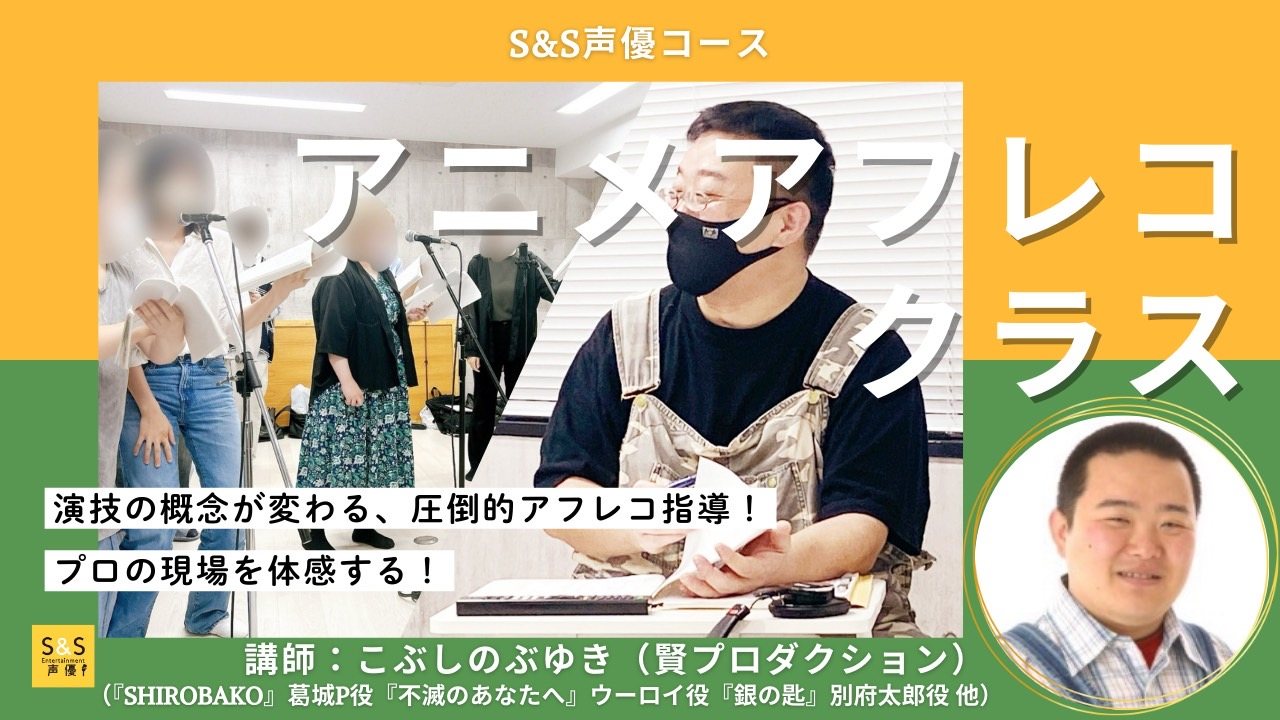 S&S声優コース
アニメアフレコ
クラス
演技の概念が変わる、圧倒的アフレコ指導！
プロの現場を体感する！
S&S
Entertainment
声優
講師：こぶしのぶゆき（賢プロダクション）
（『SHIROBAKO』葛城P役『不滅のあなたへ』ウーロイ役『銀の匙』別府太郎役 他）